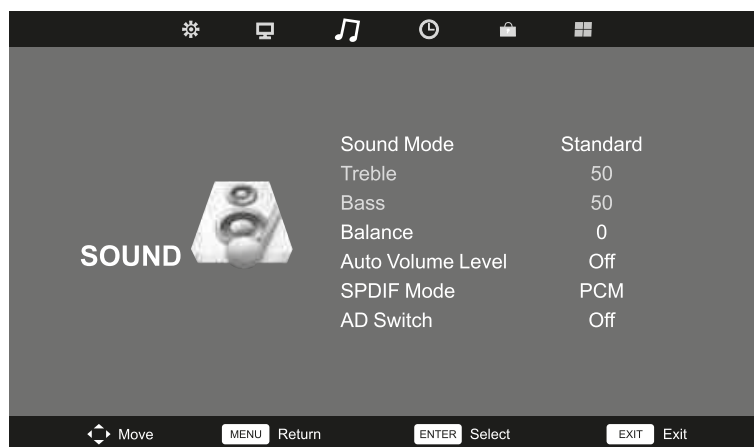 SOUND
Sound Mode Standard
Treble 50
Bass 50
Balance 0
Auto Volume Level Off
SPDIF Mode PCM
AD Switch Off
Move MENU Return ENTER Select EXIT Exit